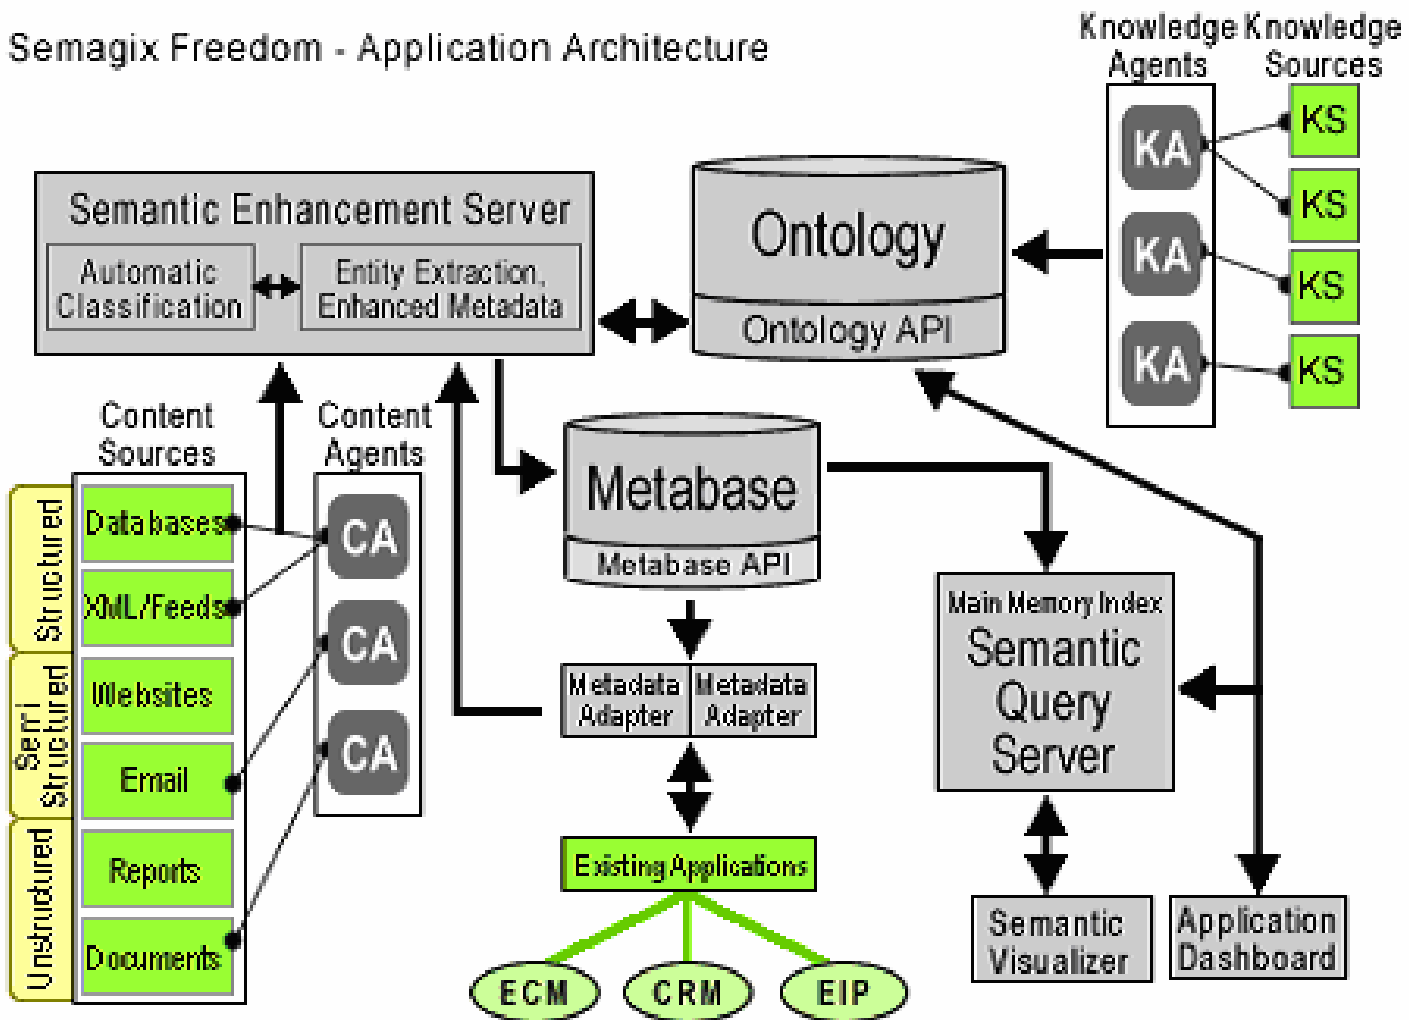 Semagix Freedom - Application Architecture
Knowledge Knowledge
Agents Sources
KA
KA
KA
KS
KS
KS
KS
Semantic Enhancement Server
Automatic
Classification
Entity Extraction,
Enhanced Metadata
Ontology
Ontology API
Content
Sources
Content
Agents
Structured
Semi
Structured
Unstructured
Databases
XML/Feeds
Websites
Email
Reports
Documents
CA
CA
CA
Metabase
Metabase API
Metadata
Adapter
Metadata
Adapter
Existing Applications
ECM
CRM
EIP
Main Memory Index
Semantic
Query
Server
Semantic
Visualizer
Application
Dashboard